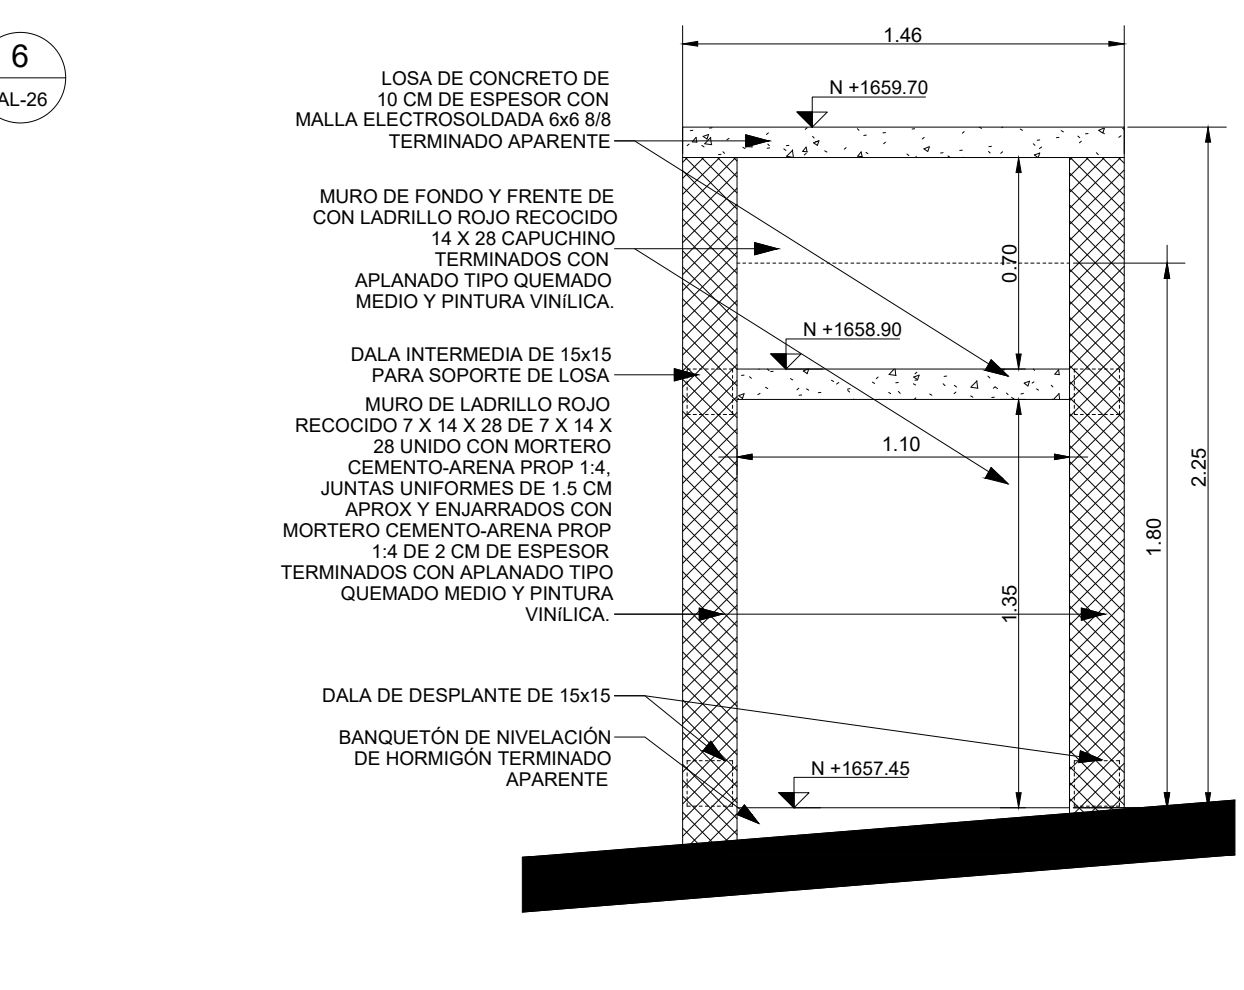 6
AL-26
LOSA DE CONCRETO DE
10 CM DE ESPESOR CON
MALLA ELECTROSOLDADA 6x6 8/8
TERMINADO APARENTE
MURO DE FONDO Y FRENTE DE
CON LADRILLO ROJO RECOCIDO
14 X 28 CAPUCHINO
TERMINADOS CON
APLANADO TIPO QUEMADO
MEDIO Y PINTURA VINíLICA.
DALA INTERMEDIA DE 15x15
PARA SOPORTE DE LOSA
MURO DE LADRILLO ROJO
RECOCIDO 7 X 14 X 28 DE 7 X 14 X
28 UNIDO CON MORTERO
CEMENTO-ARENA PROP 1:4,
JUNTAS UNIFORMES DE 1.5 CM
APROX Y ENJARRADOS CON
MORTERO CEMENTO-ARENA PROP
1:4 DE 2 CM DE ESPESOR
TERMINADOS CON APLANADO TIPO
QUEMADO MEDIO Y PINTURA
VINíLICA.
DALA DE DESPLANTE DE 15x15
BANQUETÓN DE NIVELACIÓN
DE HORMIGÓN TERMINADO
APARENTE
1.46
N +1659.70
0.70
N +1658.90
1.10
2.25
1.80
1.35
N +1657.45